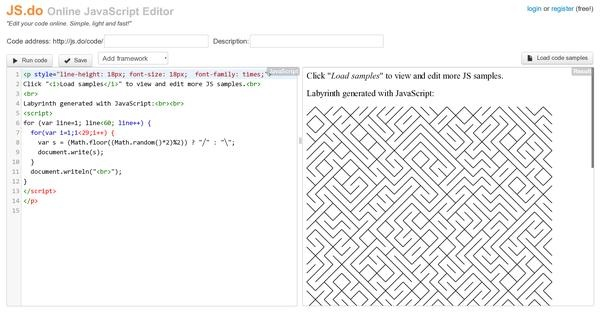 JS.do Online JavaScript Editor
login or register (free!)
"Edit your code online. Simple, light and fast!"
Code address: http://js.do/code/
Description:
Run code
Save
Add framework
Load code samples
JavaScript
1 <p style="line-height: 18px; font-size: 18px; font-family: times;">
2 Click "<i>Load samples</i>" to view and edit more JS samples.<br>
3 <br>
4 Labyrinth generated with JavaScript:<br><br>
5 <script>
6 for (var line=1; line<60; line++) {
7 for(var i=1;i<29;i++) {
8 var s = (Math.floor((Math.random()*2)%2)) ? "╱" : "╲";
9 document.write(s);
10 }
11 document.writeln("<br>");
12 }
13 </script>
14 </p>
15
Result
Click "Load samples" to view and edit more JS samples.
Labyrinth generated with JavaScript: